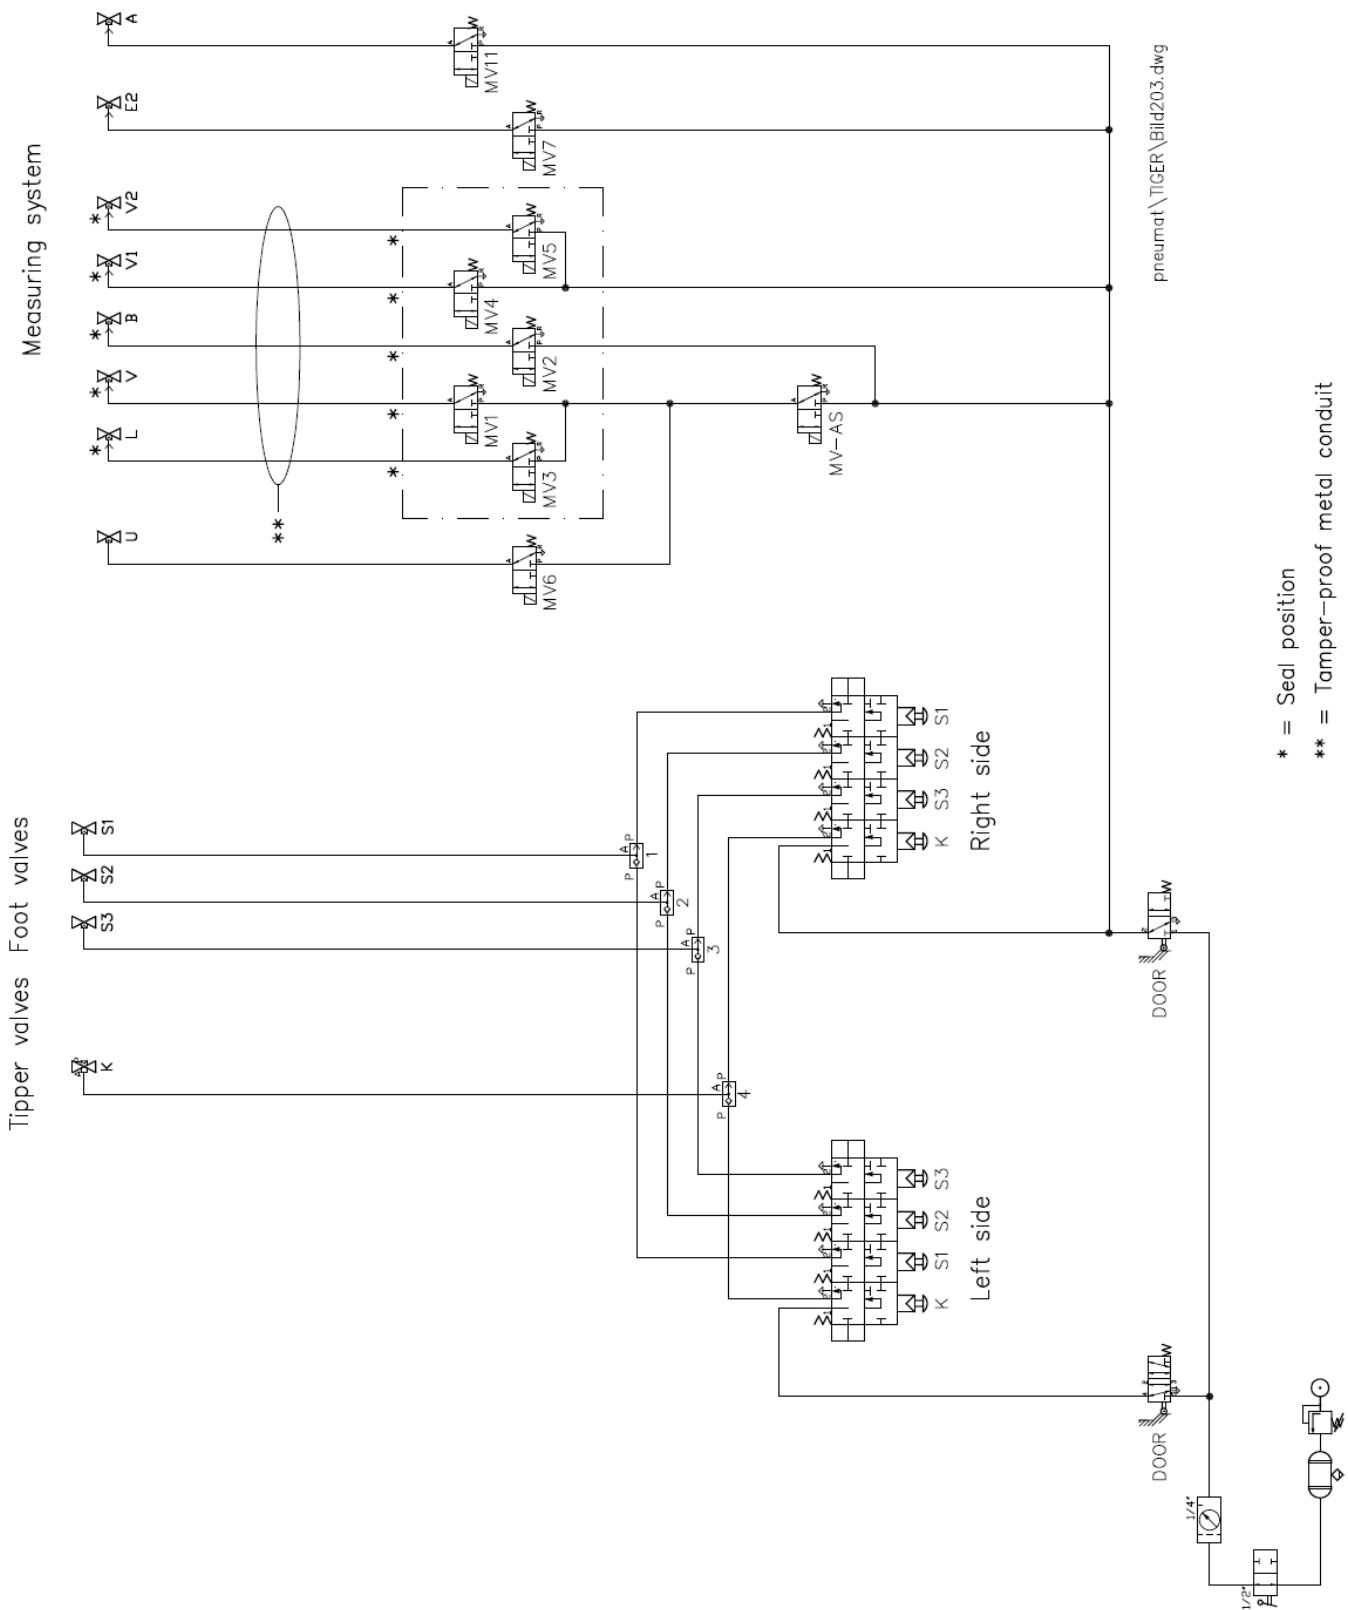 Tipper valves
Foot valves
Measuring system
K
S3
S2
S1
U
L
*
V
*
B
*
V1
*
V2
*
E2
A
**
*
*
*
*
*
MV6
MV3
MV1
MV2
MV4
MV5
MV7
MV11
MV-AS
P A P
4
P A P
3
P A P
2
P A P
1
K
S1
S2
S3
Left side
K
S3
S2
S1
Right side
DOOR
DOOR
1/2"
1/4"
pneumat\TIGER\Bild203.dwg
* = Seal position
** = Tamper-proof metal conduit